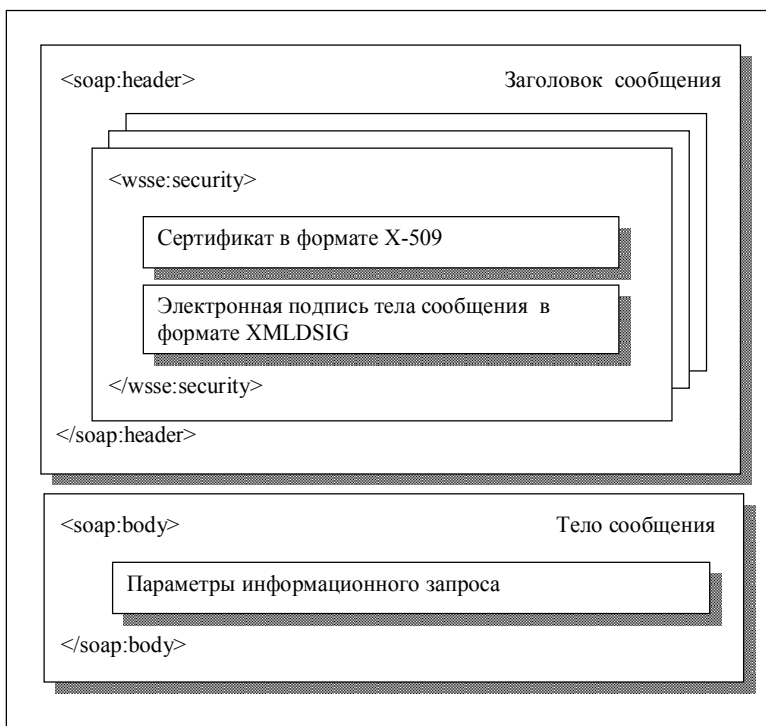 <soap:header> Заголовок сообщения
<wsse:security>
Сертификат в формате X-509
Электронная подпись тела сообщения в
формате XMLDSIG
</wsse:security>
</soap:header>
<soap:body> Тело сообщения
Параметры информационного запроса
</soap:body>